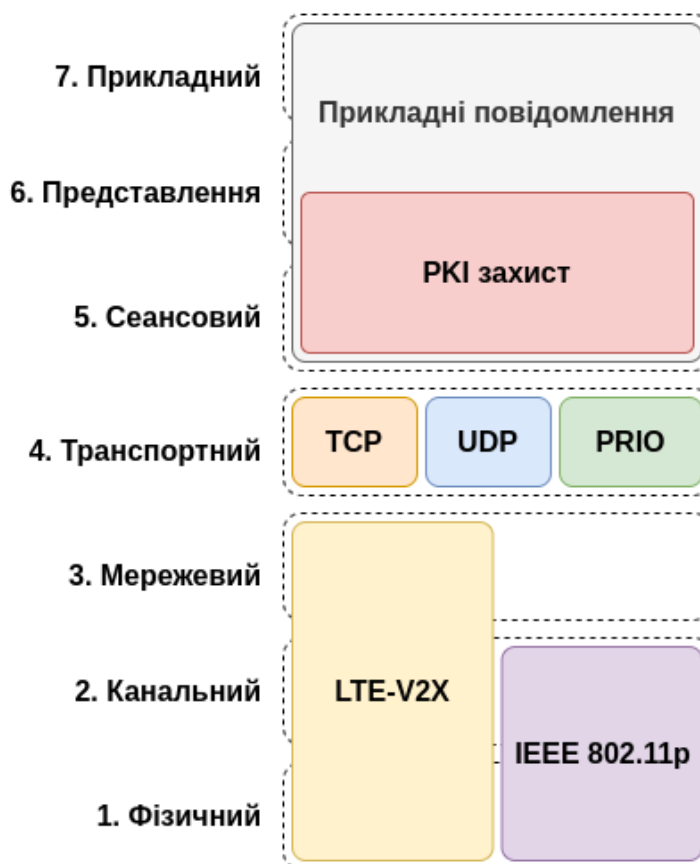 7. Прикладний
Прикладні повідомлення
6. Представлення
PKI захист
5. Сеансовий
4. Транспортний
TCP
UDP
PRIO
3. Мережевий
2. Канальний
LTE-V2X
IEEE 802.11p
1. Фізичний